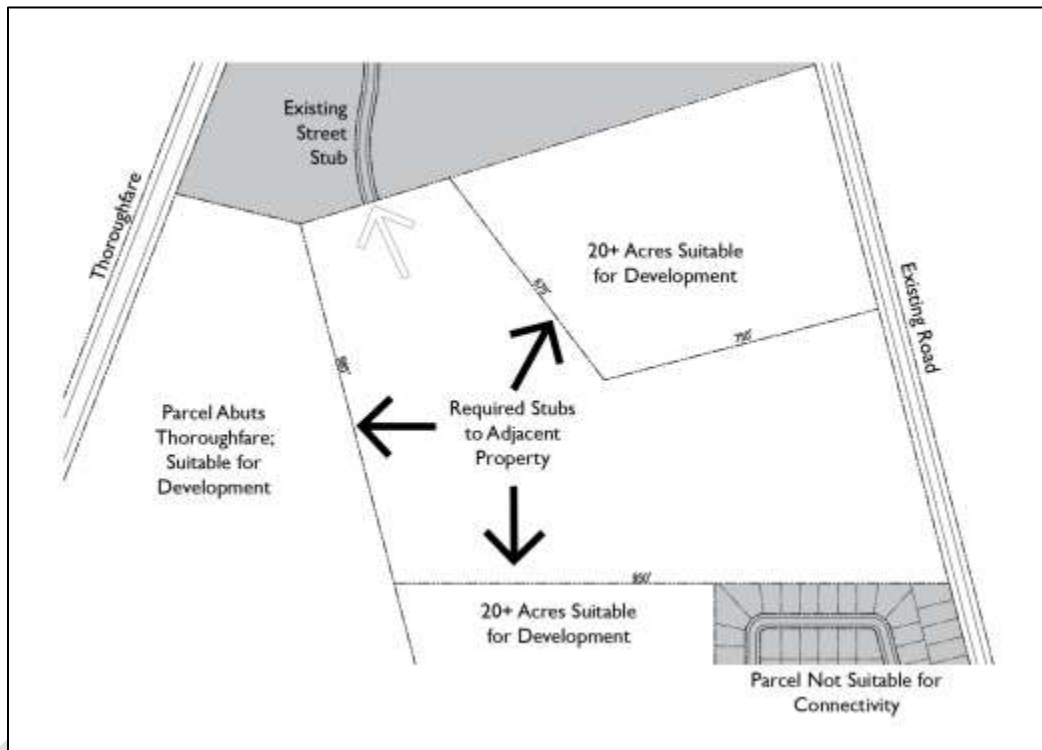 Existing
Street
Stub
Thoroughfare
20+ Acres Suitable
for Development
Existing Road
Parcel Abuts
Thoroughfare;
Suitable for
Development
Required Stubs
to Adjacent
Property
20+ Acres Suitable
for Development
Parcel Not Suitable for
Connectivity